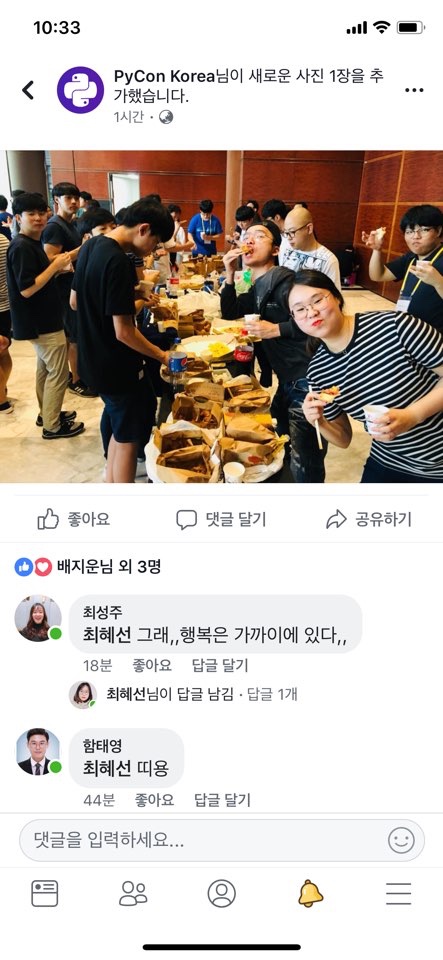 10:33
PyCon Korea님이 새로운 사진 1장을 추
가했습니다.
1시간 ·
좋아요 댓글 달기 공유하기
배지운님 외 3명
최성주
최혜선 그래,,행복은 가까이에 있다,,
18분 좋아요 답글 달기
최혜선님이 답글 남김 · 답글 1개
함태영
최혜선 띠용
44분 좋아요 답글 달기
댓글을 입력하세요...